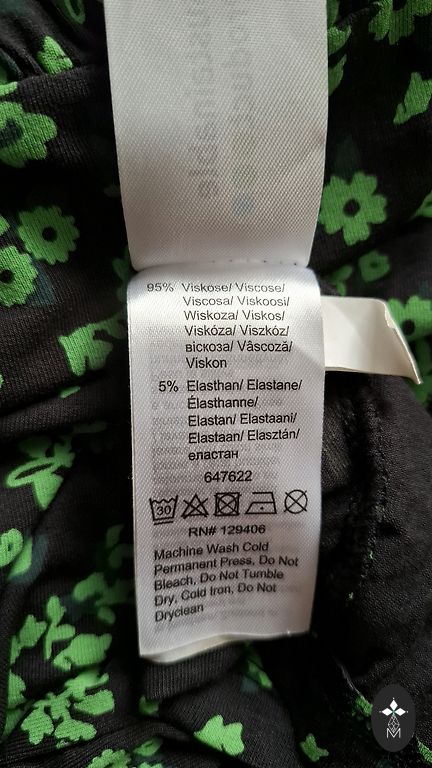 95% Viskose/ Viscose/
Viscosa/ Viskoosi/
Wiskoza/ Viskos/
Viskóza/ Viszkóz/
віскоза/ Vâscoză/
Viskon
5% Elasthan/ Elastane/
Élasthanne/
Elastan/ Elastaani/
Elastaan/ Elasztán/
еластан
647622
30
RN# 129406
Machine Wash Cold
Permanent Press, Do Not
Bleach, Do Not Tumble
Dry, Cold Iron, Do Not
Dryclean